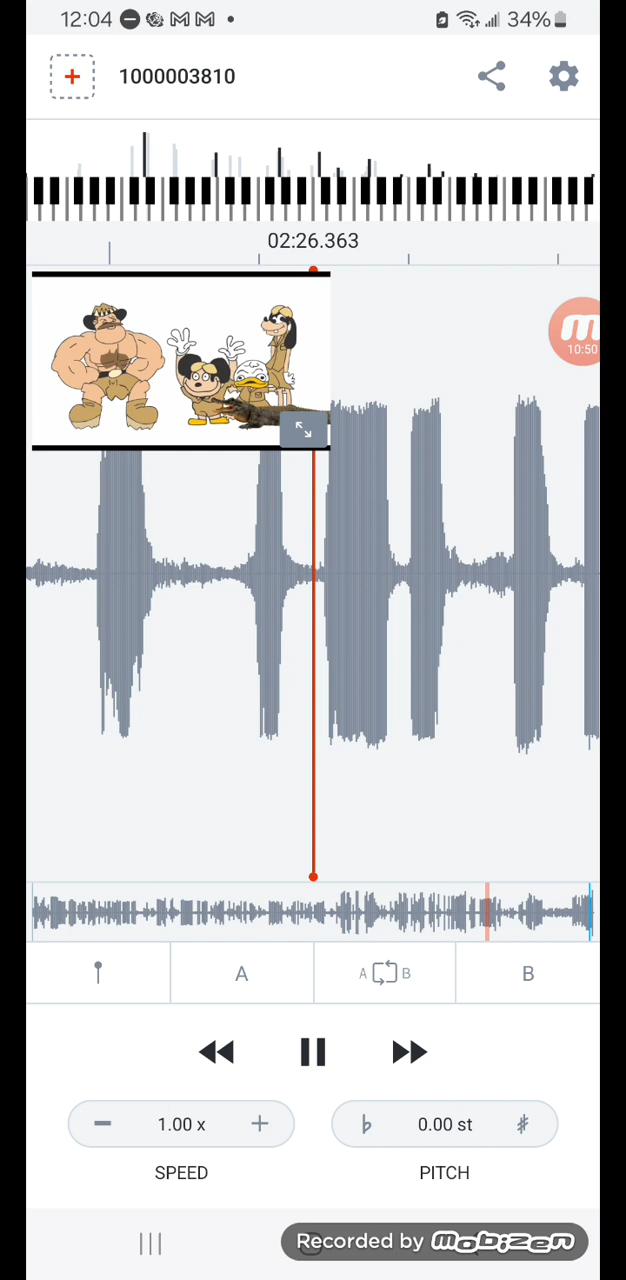 12:04 34%
1000003810
02:26.363
10:50
A A B B
1.00 x 0.00 st
SPEED PITCH
Recorded by mobizen